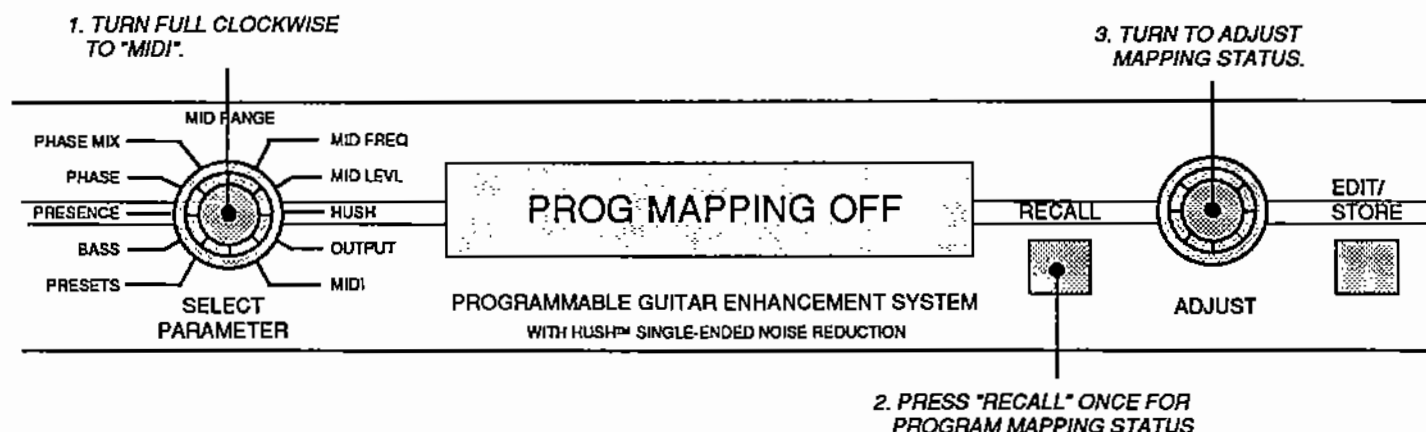 1. TURN FULL CLOCKWISE
TO "MIDI".
3. TURN TO ADJUST
MAPPING STATUS.
MID RANGE
PHASE MIX
MID FREQ
PHASE
MID LEVL
PRESENCE
HUSH
BASS
OUTPUT
PRESETS
MIDI
SELECT
PARAMETER
PROG MAPPING OFF
PROGRAMMABLE GUITAR ENHANCEMENT SYSTEM
WITH HUSH™ SINGLE-ENDED NOISE REDUCTION
RECALL
ADJUST
EDIT/
STORE
2. PRESS "RECALL" ONCE FOR
PROGRAM MAPPING STATUS